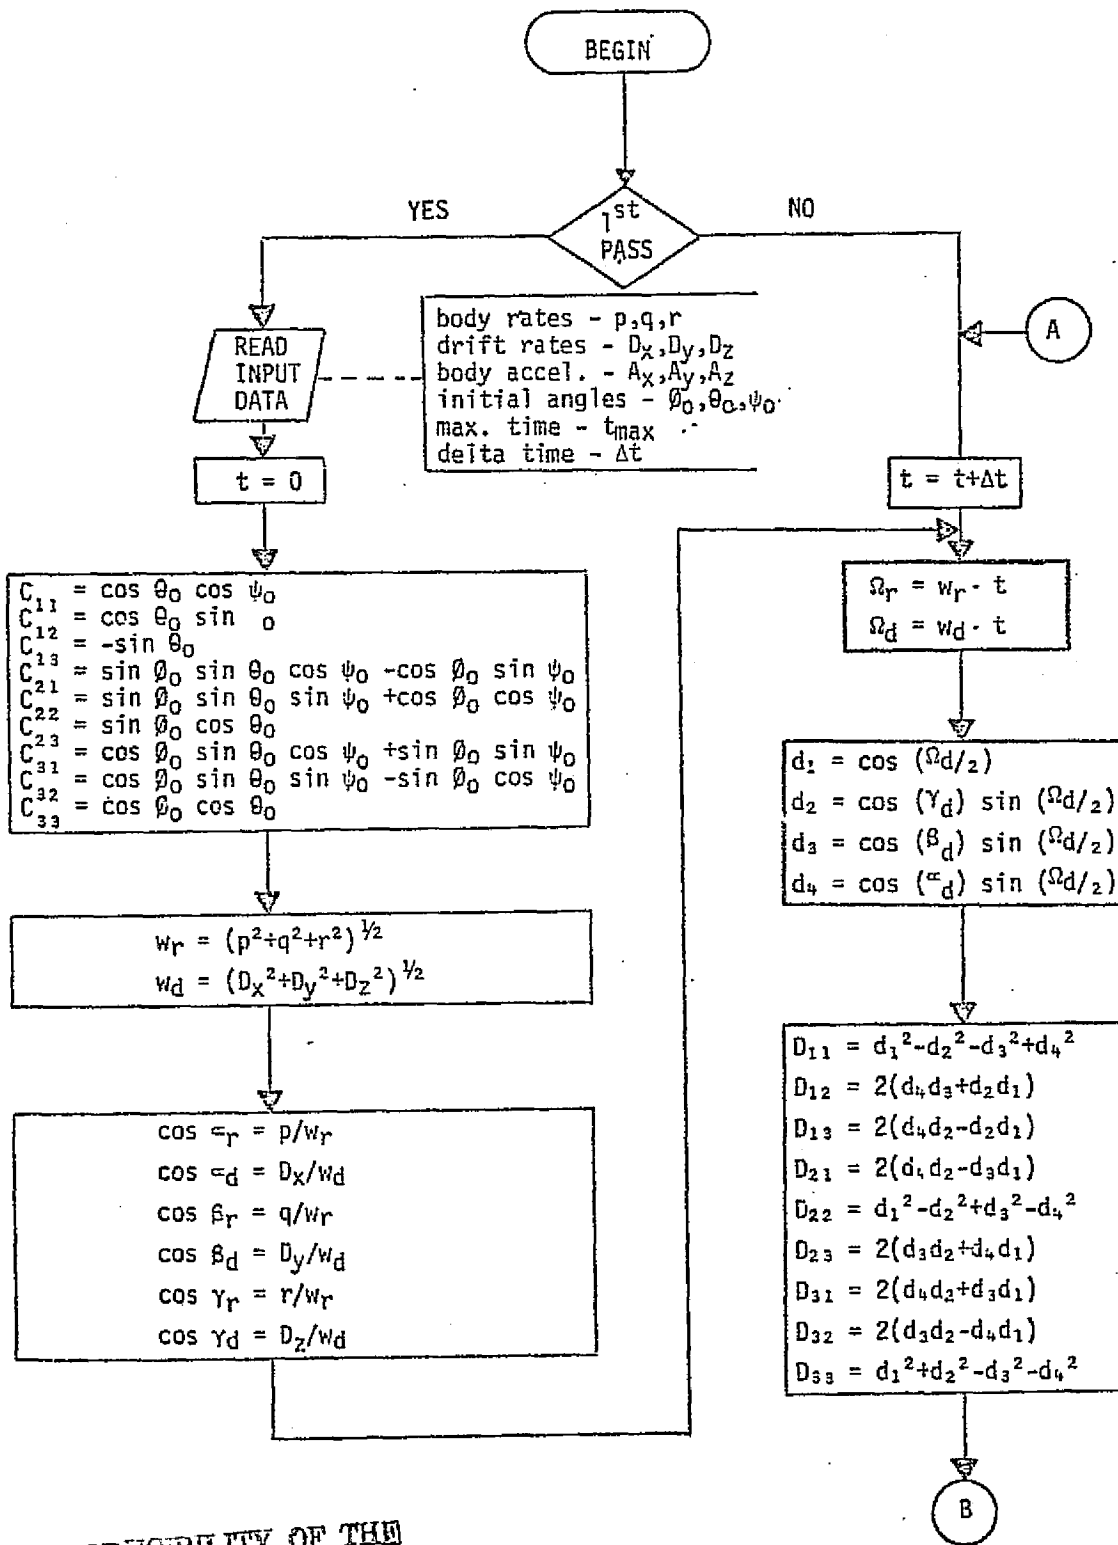 BEGIN
1st
PASS
YES
NO
READ
INPUT
DATA
body rates - p,q,r
drift rates - Dx,Dy,Dz
body accel. - Ax,Ay,Az
initial angles - Ø0,θ0,ψ0
max. time - tmax
delta time - Δt
A
t = 0
t = t+Δt
C11 = cos θ0 cos ψ0
C12 = cos θ0 sin 0
C13 = -sin θ0
C21 = sin Ø0 sin θ0 cos ψ0 -cos Ø0 sin ψ0
C22 = sin Ø0 sin θ0 sin ψ0 +cos Ø0 cos ψ0
C23 = sin Ø0 cos θ0
C31 = cos Ø0 sin θ0 cos ψ0 +sin Ø0 sin ψ0
C32 = cos Ø0 sin θ0 sin ψ0 -sin Ø0 cos ψ0
C33 = cos Ø0 cos θ0
wr = (p²+q²+r²)½
wd = (Dx²+Dy²+Dz²)½
cos αr = p/wr
cos αd = Dx/wd
cos βr = q/wr
cos βd = Dy/wd
cos γr = r/wr
cos γd = Dz/wd
Ωr = wr · t
Ωd = wd · t
d1 = cos (Ωd/2)
d2 = cos (γd) sin (Ωd/2)
d3 = cos (βd) sin (Ωd/2)
d4 = cos (αd) sin (Ωd/2)
D11 = d1²-d2²-d3²+d4²
D12 = 2(d4d3+d2d1)
D13 = 2(d4d2-d2d1)
D21 = 2(d4d2-d3d1)
D22 = d1²-d2²+d3²-d4²
D23 = 2(d3d2+d4d1)
D31 = 2(d4d2+d3d1)
D32 = 2(d3d2-d4d1)
D33 = d1²+d2²-d3²-d4²
B
OF THE